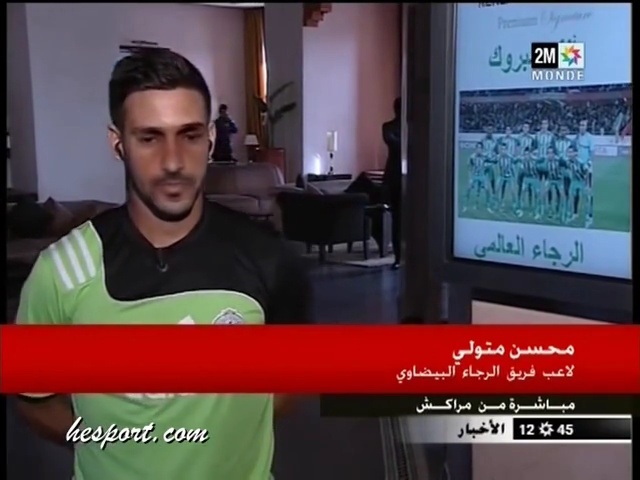 Premium Signature
مبروك
2M
MONDE
الرجاء العالمي
محسن متولي
لاعب فريق الرجاء البيضاوي
مباشرة من مراكش
الأخبار 12 45
hesport.com